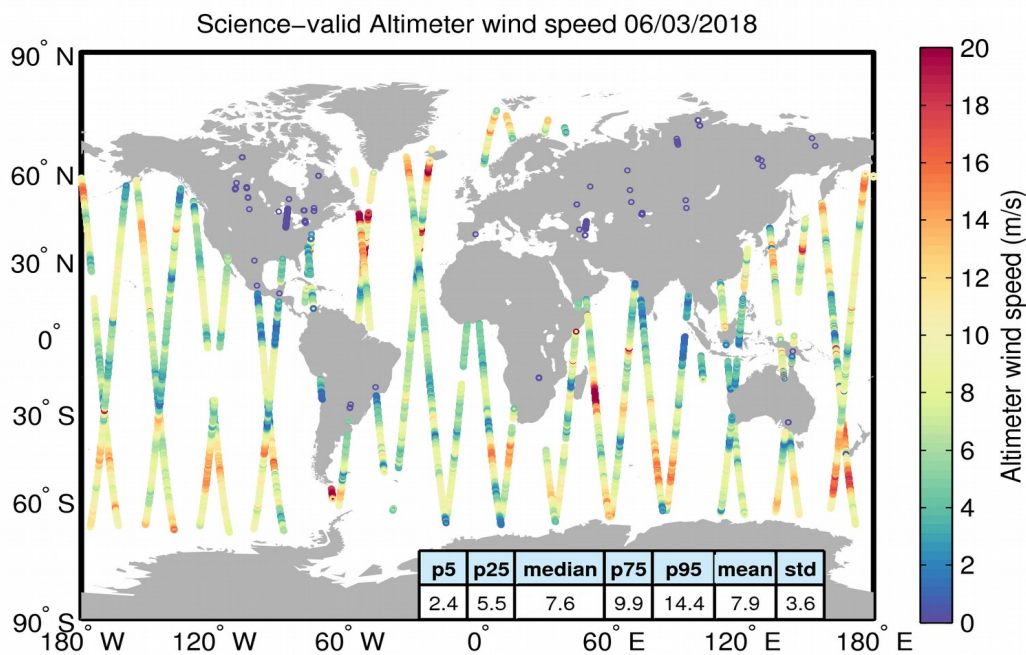 Science-valid Altimeter wind speed 06/03/2018
90° N
60° N
30° N
0°
30° S
60° S
90° S
180° W
120° W
60° W
0°
60° E
120° E
180° E
p5 p25 median p75 p95 mean std
2.4 5.5 7.6 9.9 14.4 7.9 3.6
20
18
16
14
12
10
8
6
4
2
0
Altimeter wind speed (m/s)